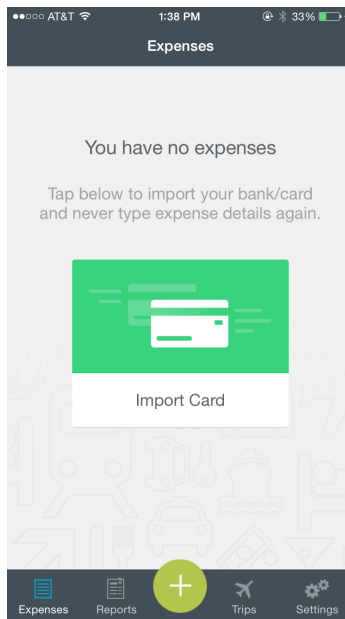 AT&T 1:38 PM 33%
Expenses
You have no expenses
Tap below to import your bank/card
and never type expense details again.
Import Card
Expenses Reports + Trips Settings